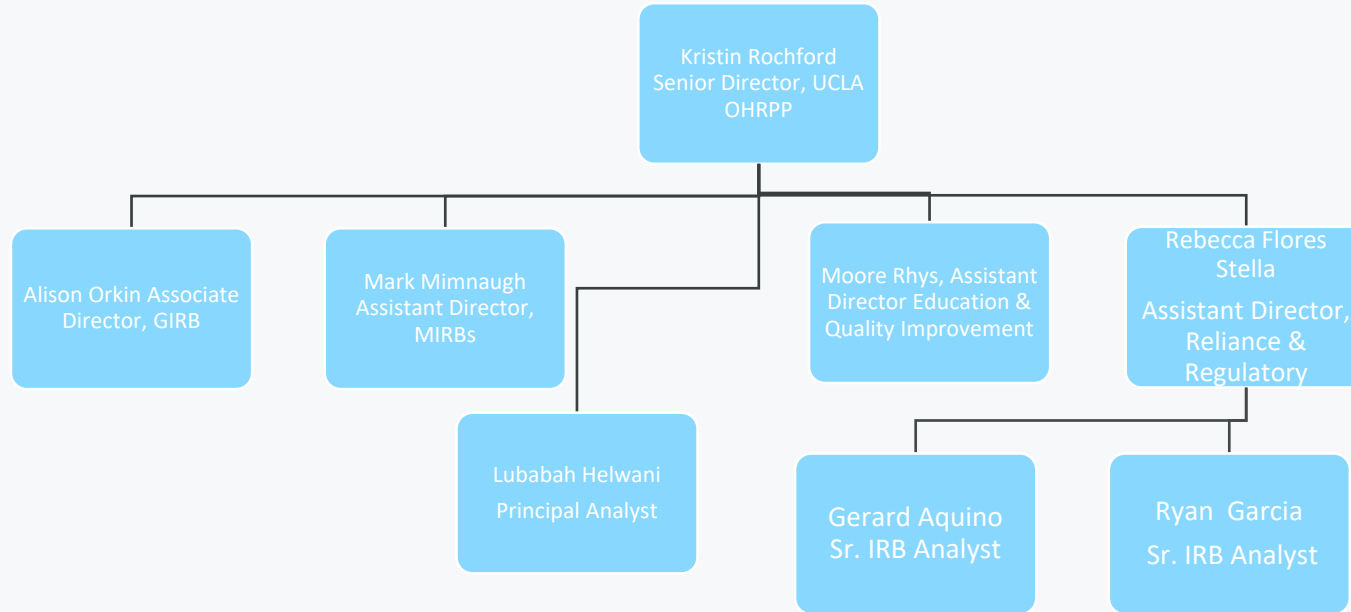 Kristin Rochford
Senior Director, UCLA
OHRPP
Alison Orkin Associate
Director, GIRB
Mark Mimnaugh
Assistant Director,
MIRBs
Moore Rhys, Assistant
Director Education &
Quality Improvement
Rebecca Flores
Stella
Assistant Director,
Reliance &
Regulatory
Lubabah Helwani
Principal Analyst
Gerard Aquino
Sr. IRB Analyst
Ryan  Garcia
Sr. IRB Analyst